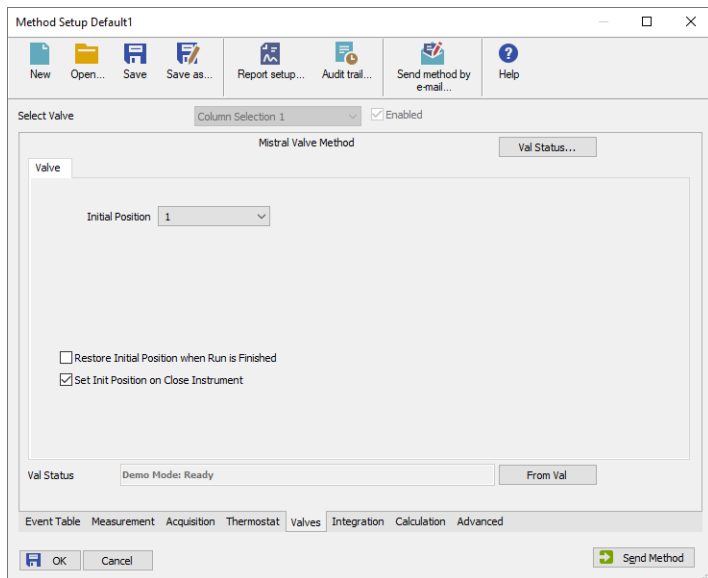 Method Setup Default1
New Open... Save Save as... Report setup... Audit trail... Send method by e-mail... Help
Select Valve Column Selection 1 Enabled
Mistral Valve Method Val Status...
Valve
Initial Position 1
Restore Initial Position when Run is Finished
Set Init Position on Close Instrument
Val Status Demo Mode: Ready From Val
Event Table Measurement Acquisition Thermostat Valves Integration Calculation Advanced
OK Cancel Send Method